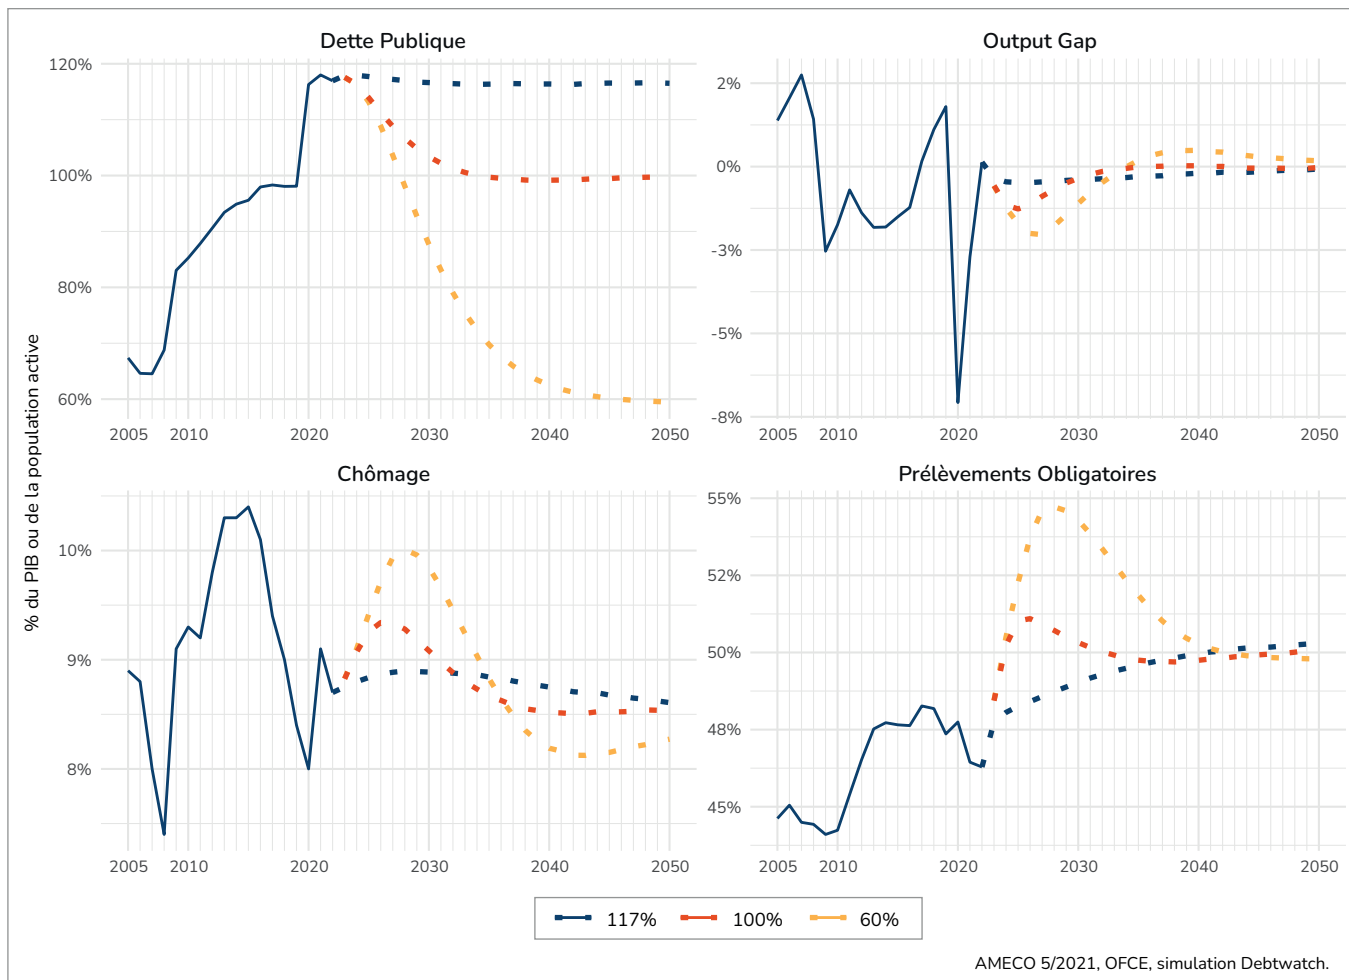 Dette Publique
Output Gap
% du PIB ou de la population active
120%
100%
80%
60%
2005 2010 2020 2030 2040 2050
2%
0%
-3%
-5%
-8%
2005 2010 2020 2030 2040 2050
Chômage
Prélèvements Obligatoires
10%
9%
8%
2005 2010 2020 2030 2040 2050
55%
52%
50%
48%
45%
2005 2010 2020 2030 2040 2050
117% 100% 60%
AMECO 5/2021, OFCE, simulation Debtwatch.